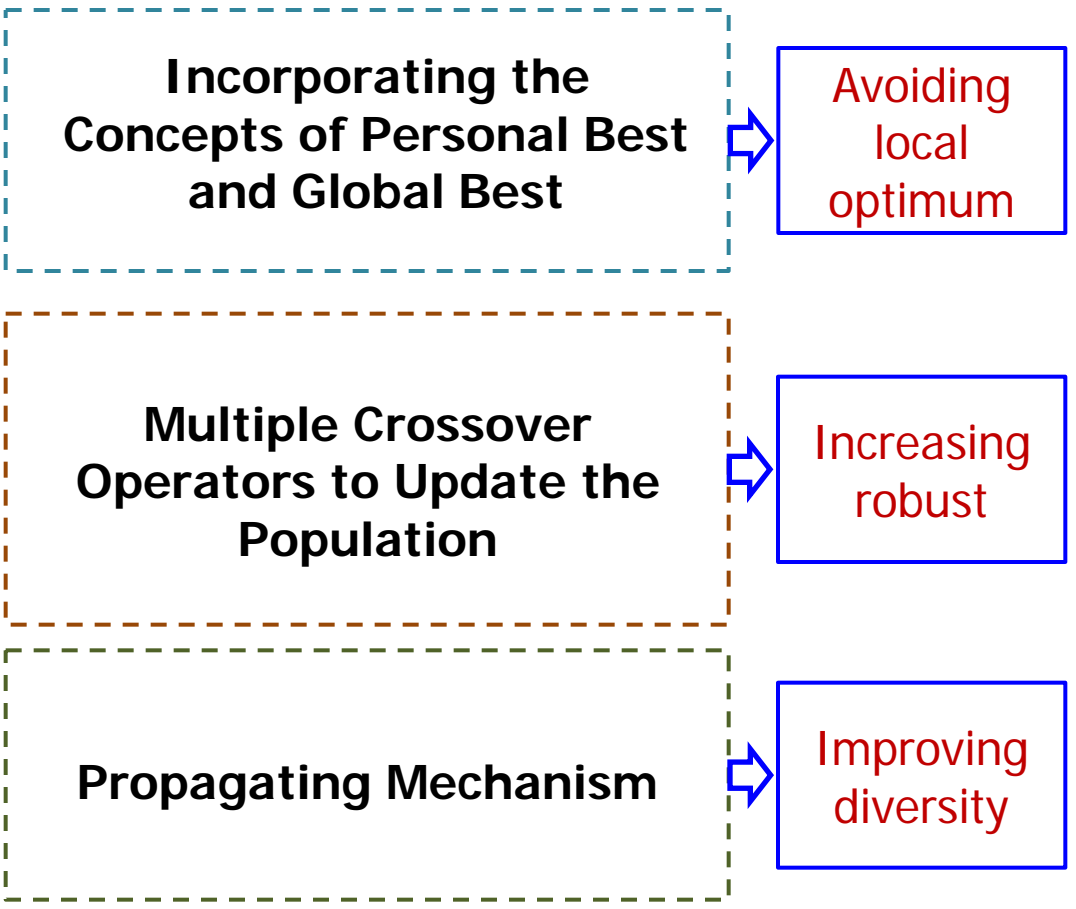 Incorporating the
Concepts of Personal Best
and Global Best
Avoiding
local
optimum
Multiple Crossover
Operators to Update the
Population
Increasing
robust
Propagating Mechanism
Improving
diversity